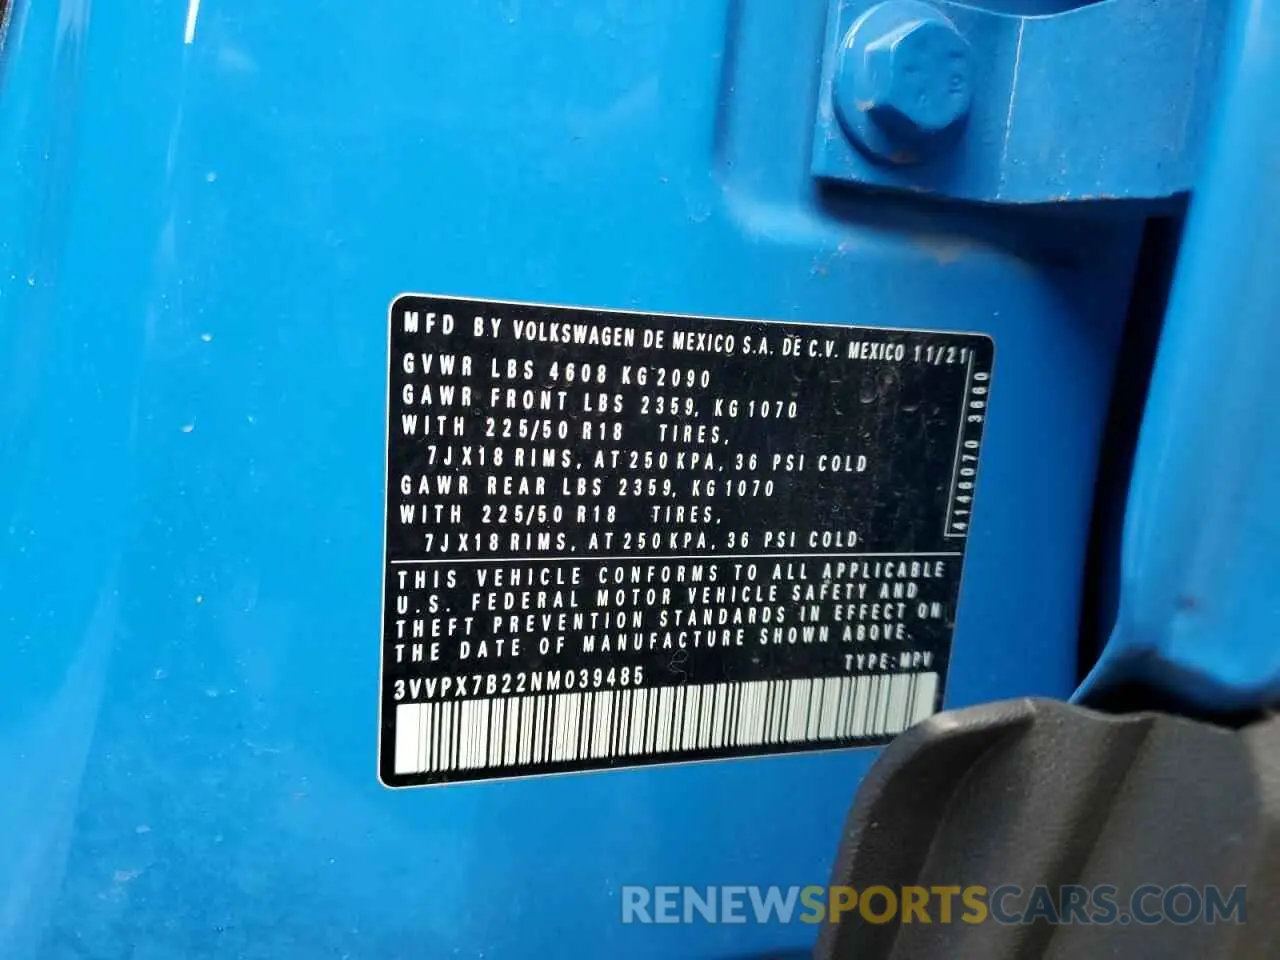 MFD BY VOLKSWAGEN DE MEXICO S.A. DE C.V. MEXICO 11/21
GVWR LBS 4608 KG 2090
GAWR FRONT LBS 2359, KG 1070
WITH 225/50 R18 TIRES,
7JX18 RIMS, AT 250 KPA, 36 PSI COLD
GAWR REAR LBS 2359, KG 1070
WITH 225/50 R18 TIRES,
7JX18 RIMS, AT 250 KPA, 36 PSI COLD
4146070 3660
THIS VEHICLE CONFORMS TO ALL APPLICABLE
U.S. FEDERAL MOTOR VEHICLE SAFETY AND
THEFT PREVENTION STANDARDS IN EFFECT ON
THE DATE OF MANUFACTURE SHOWN ABOVE.
TYPE: MPV
3VVPX7B22NM039485
RENEWSPORTSCARS.COM